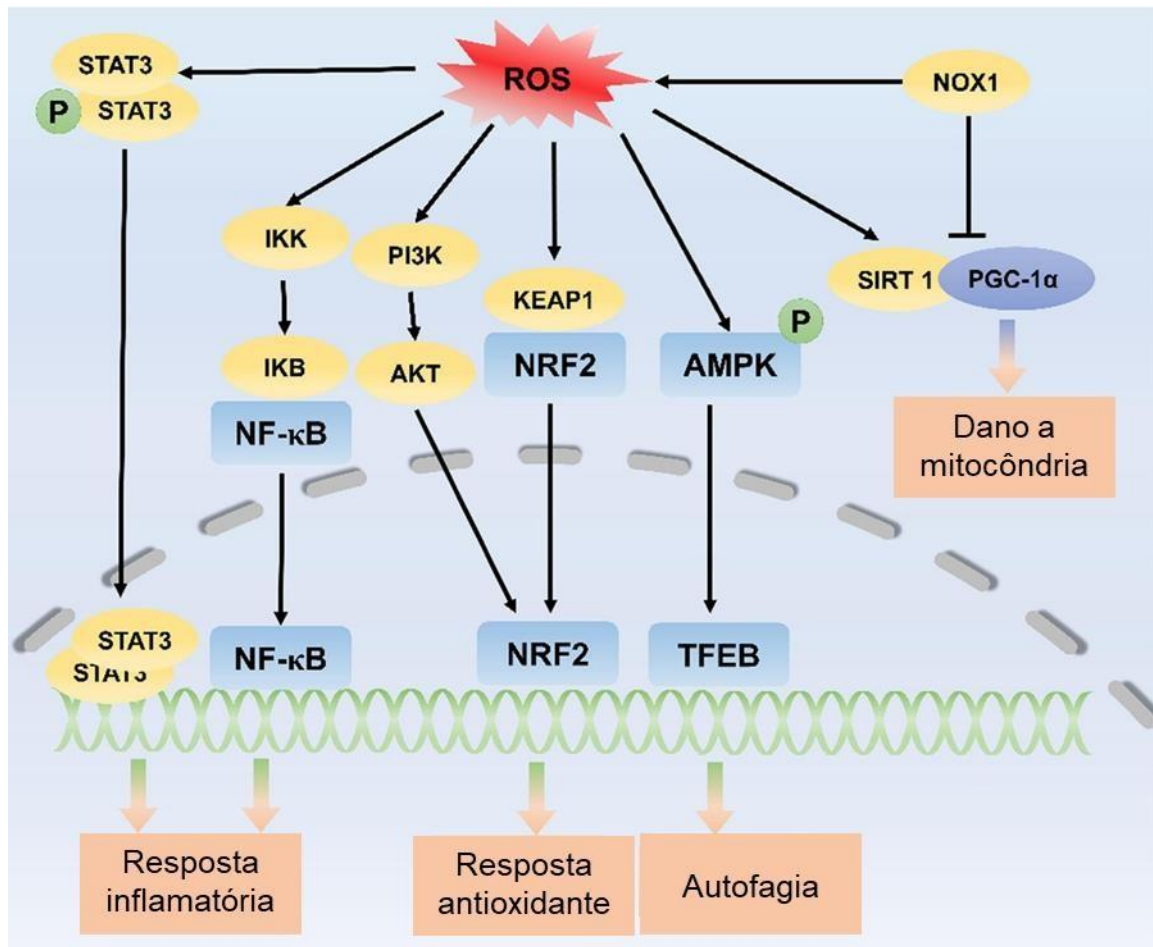 STAT3
P
STAT3
ROS
NOX1
IKK
PI3K
KEAP1
SIRT 1
PGC-1α
P
IKB
AKT
NRF2
AMPK
NF-κB
Dano a
mitocôndria
STAT3
STAT3
NF-κB
NRF2
TFEB
Resposta
inflamatória
Resposta
antioxidante
Autofagia